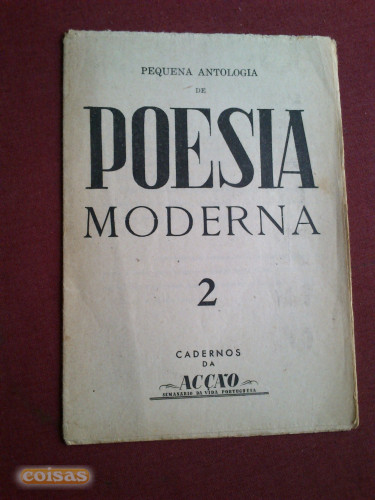 PEQUENA ANTOLOGIA
DE
POESIA
MODERNA
2
CADERNOS
DA
ACÇÃO
SEMANÁRIO DA VIDA PORTUGUESA
coisas